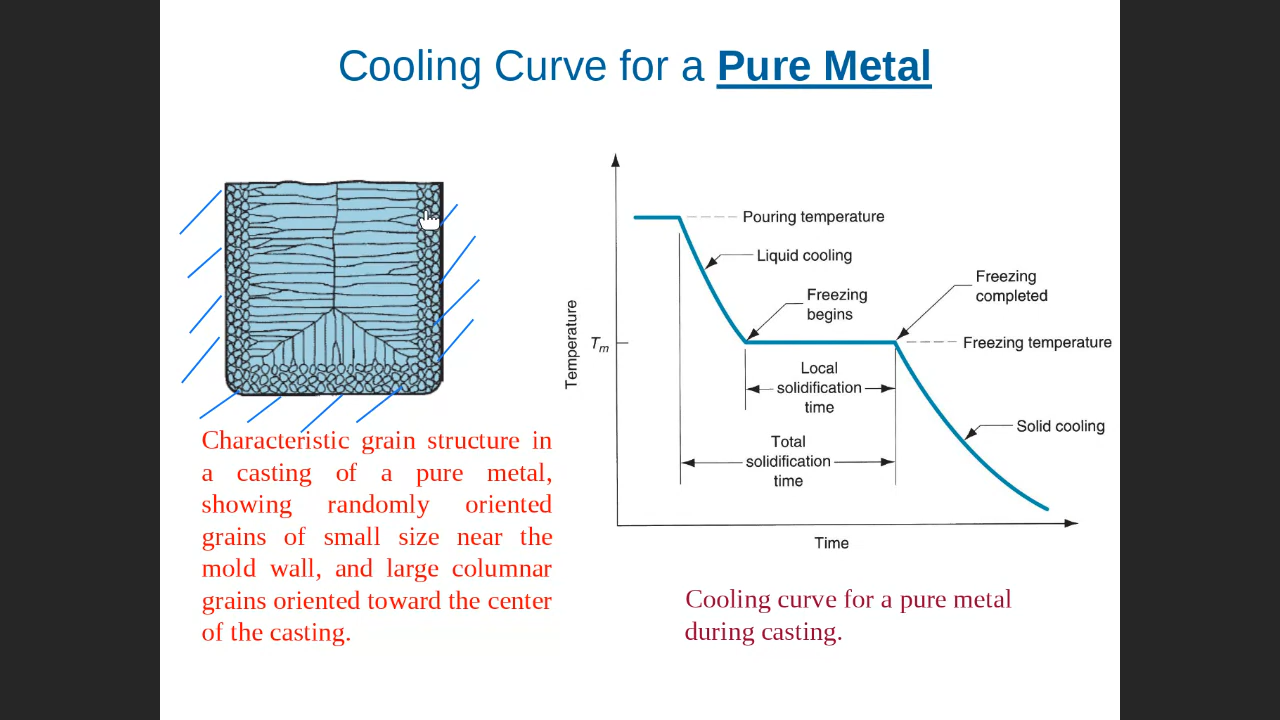 Cooling Curve for a Pure Metal
Characteristic grain structure in
a casting of a pure metal,
showing randomly oriented
grains of small size near the
mold wall, and large columnar
grains oriented toward the center
of the casting.
Temperature
Tm
Pouring temperature
Liquid cooling
Freezing
begins
Freezing
completed
Freezing temperature
Local
solidification
time
Solid cooling
Total
solidification
time
Time
Cooling curve for a pure metal
during casting.